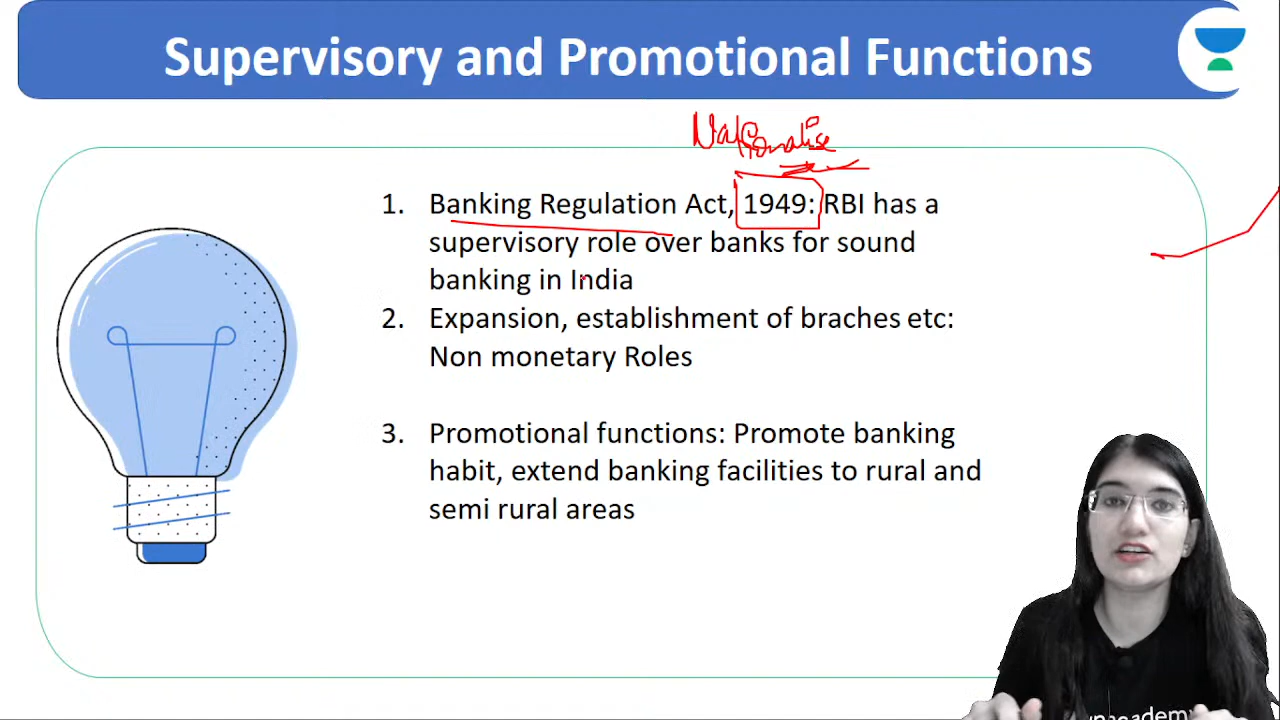 Supervisory and Promotional Functions
Nationalise
1. Banking Regulation Act, 1949: RBI has a
supervisory role over banks for sound
banking in India
2. Expansion, establishment of braches etc:
Non monetary Roles
3. Promotional functions: Promote banking
habit, extend banking facilities to rural and
semi rural areas